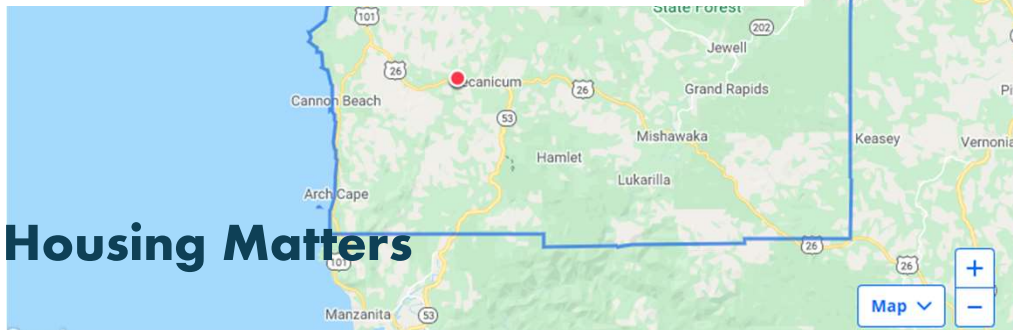 State Forest
101
202
Jewell
26
ecanicum
26
Grand Rapids
Cannon Beach
53
Mishawaka
Keasey
Vernonia
Hamlet
Lukarilla
Arch Cape
Housing Matters
26
101
26
+
Map
−
Manzanita
53